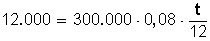 12.000 = 300.000 · 0,08 · t/12